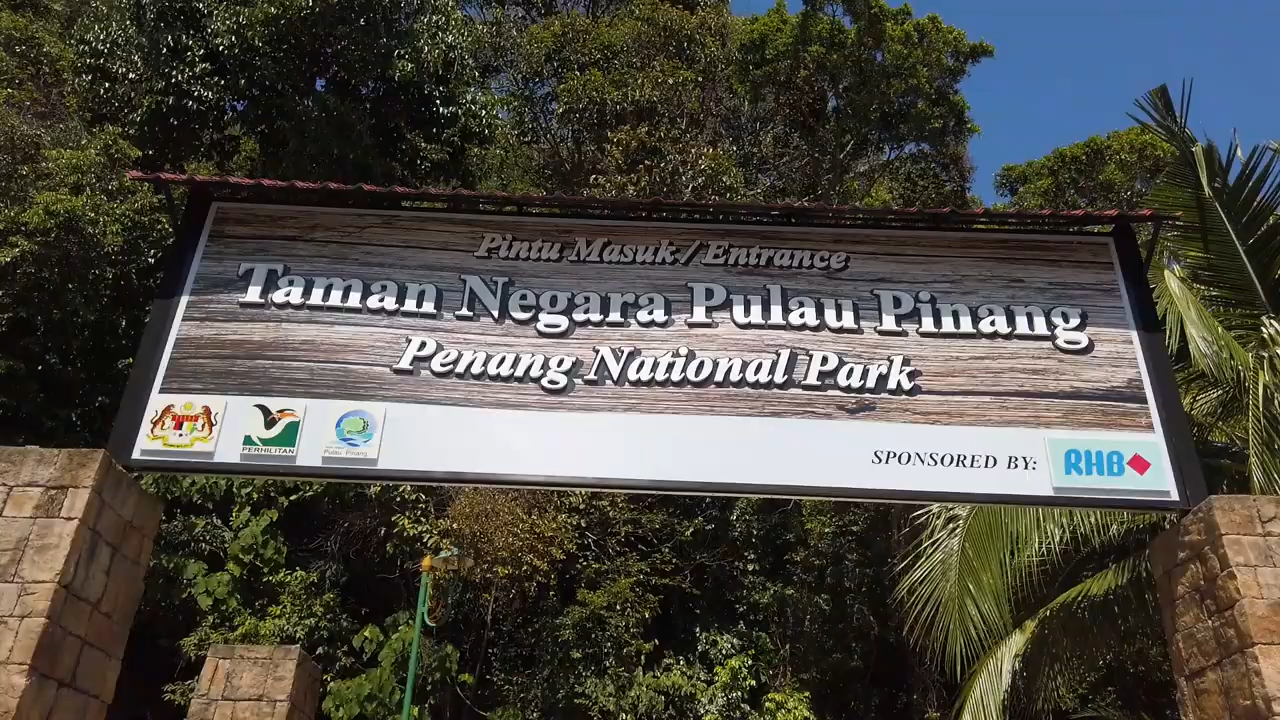 Pintu Masuk/Entrance
Taman Negara Pulau Pinang
Penang National Park
PERHILITAN
Pulau Pinang
SPONSORED BY:
RHB